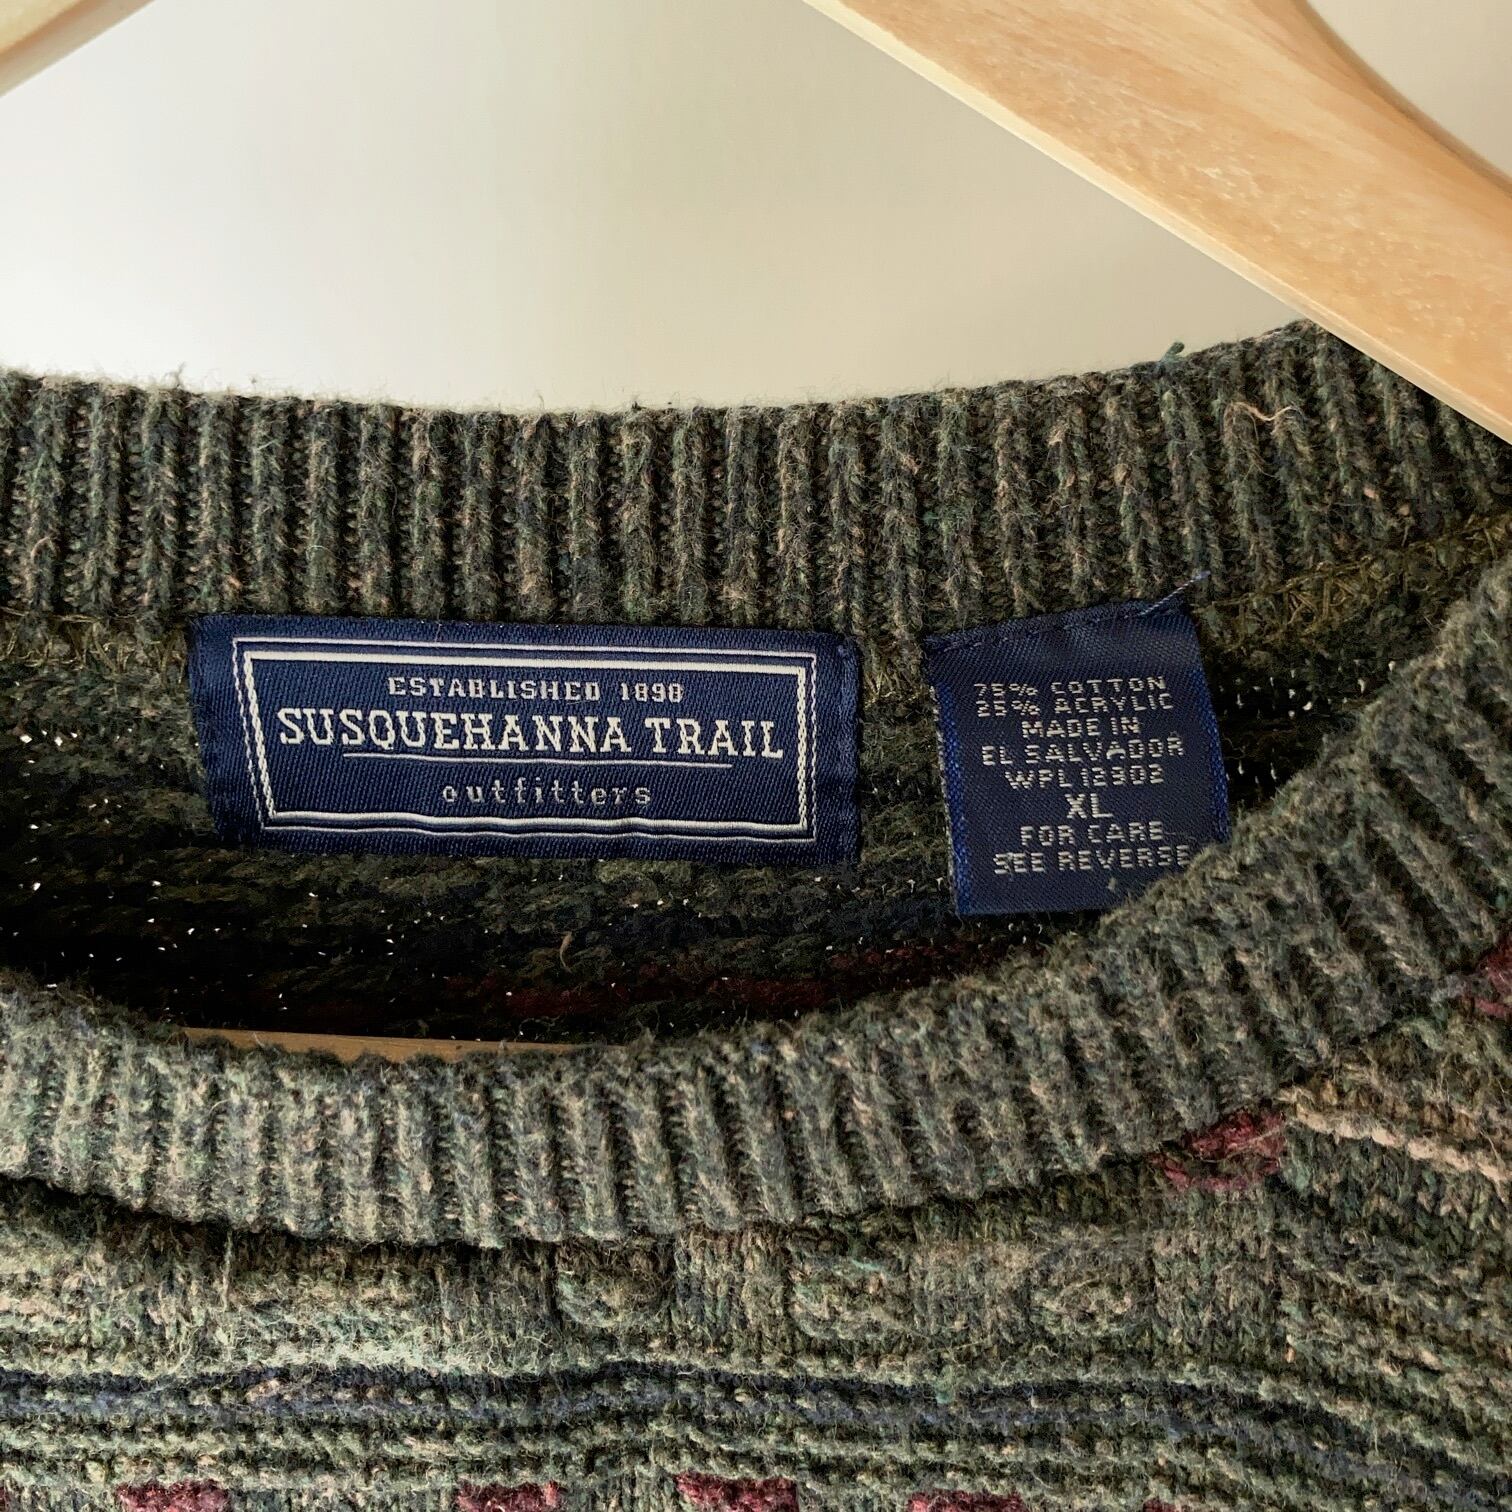 ESTABLISHED 1898
SUSQUEHANNA TRAIL
outfitters
75% COTTON
25% ACRYLIC
MADE IN
EL SALVADOR
WPL 12302
XL
FOR CARE
SEE REVERSE